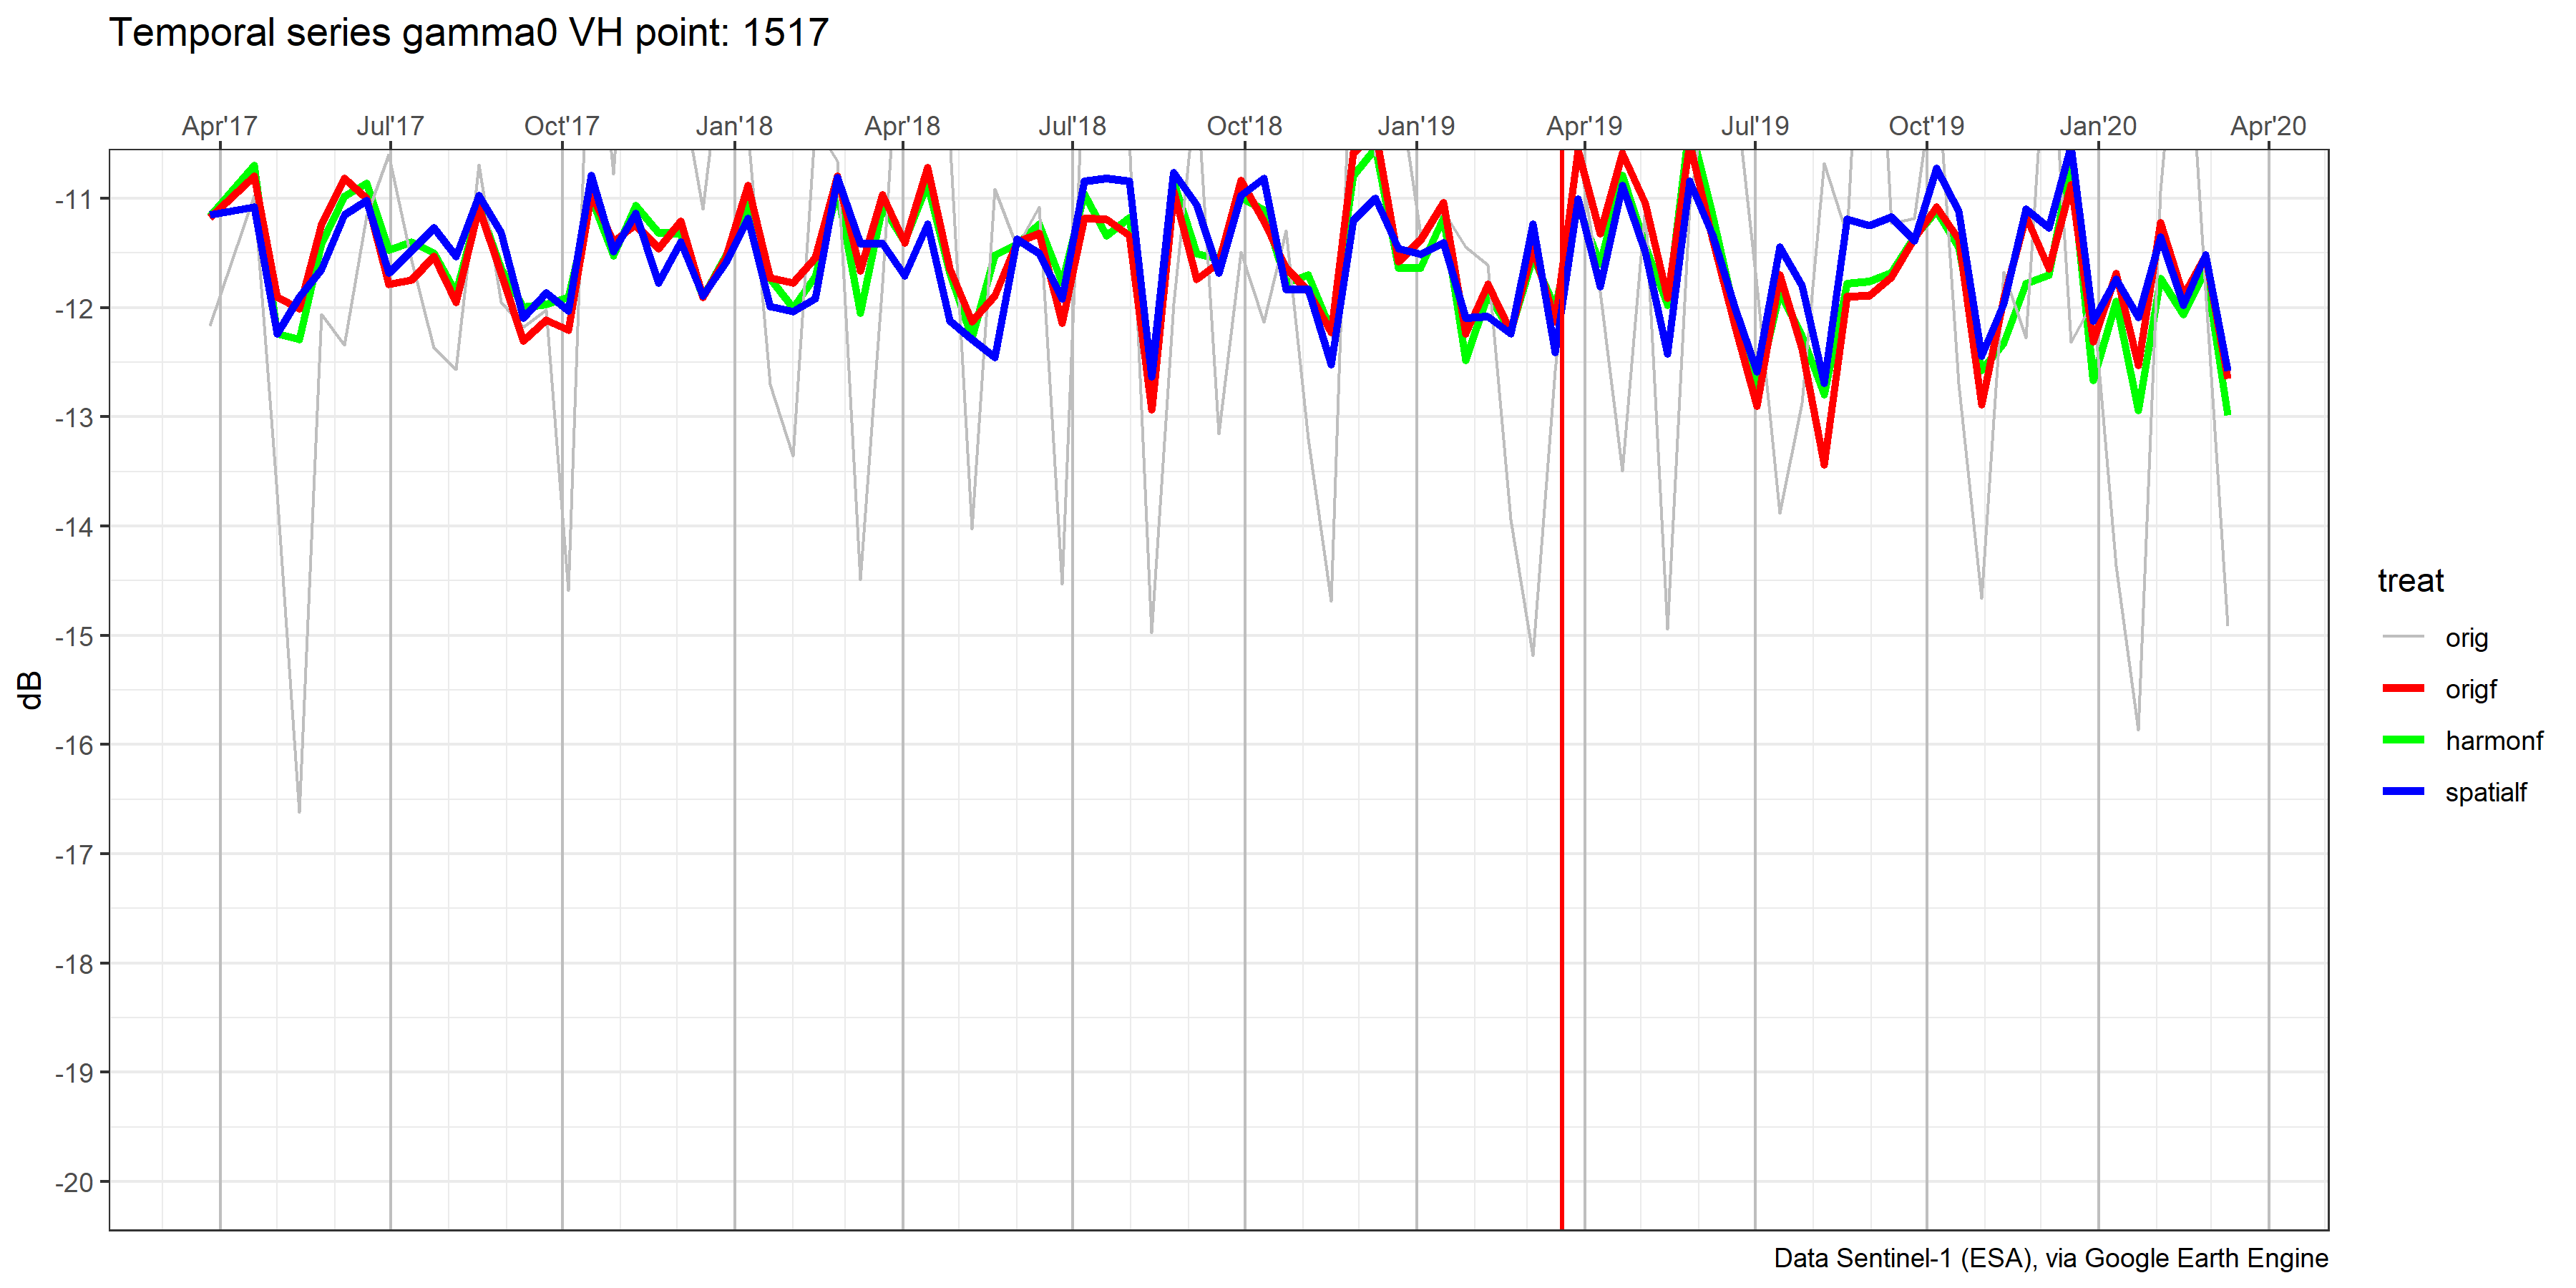 Temporal series gamma0 VH point: 1517
Apr'17 Jul'17 Oct'17 Jan'18 Apr'18 Jul'18 Oct'18 Jan'19 Apr'19 Jul'19 Oct'19 Jan'20 Apr'20
-11
-12
-13
-14
-15
-16
-17
-18
-19
-20
dB
treat
orig
origf
harmonf
spatialf
Data Sentinel-1 (ESA), via Google Earth Engine